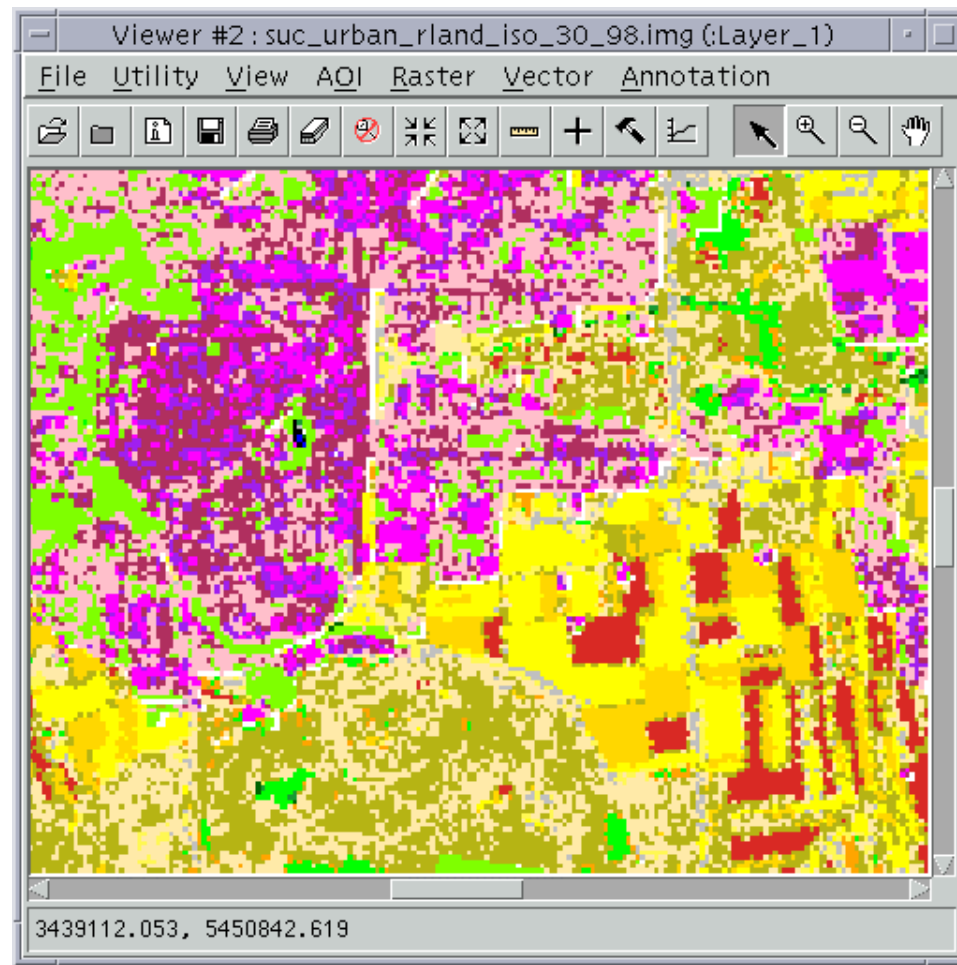 Viewer #2 : suc_urban_rland_iso_30_98.img (:Layer_1)
File Utility View AOI Raster Vector Annotation
3439112.053, 5450842.619